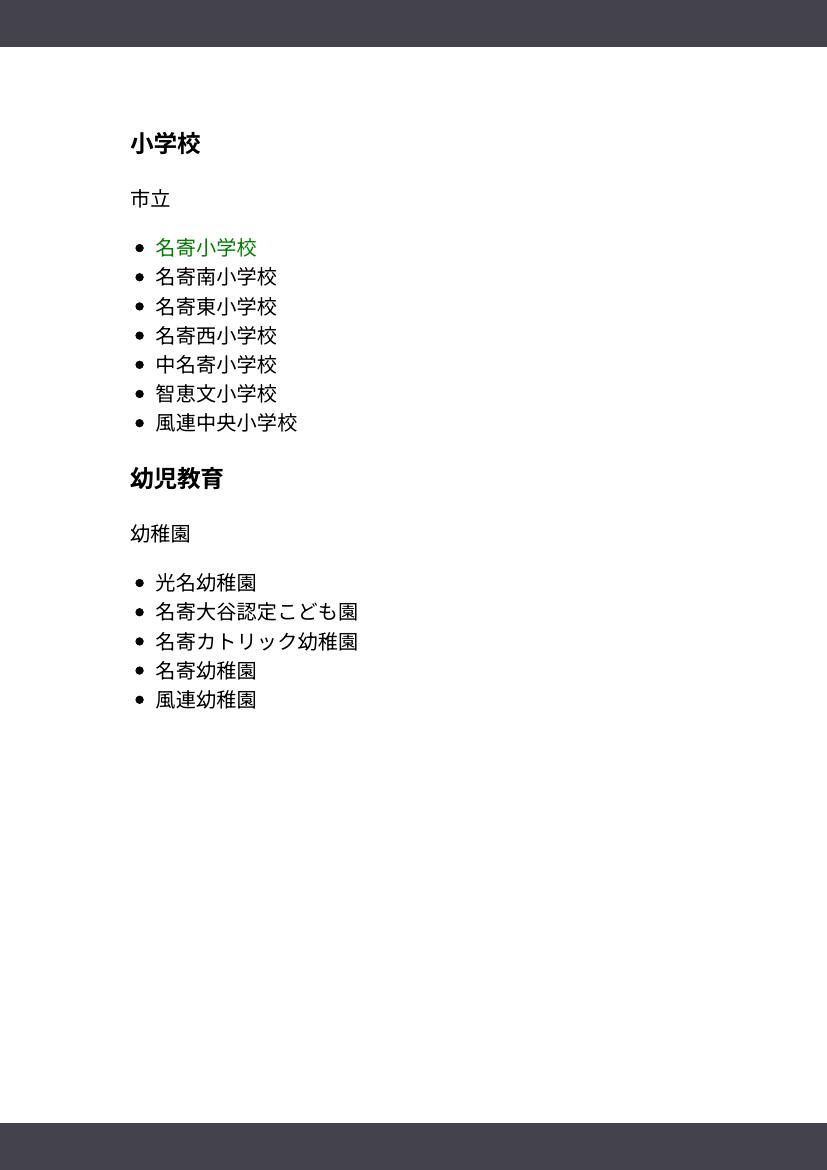 小学校
市立
名寄小学校
名寄南小学校
名寄東小学校
名寄西小学校
中名寄小学校
智恵文小学校
風連中央小学校
幼児教育
幼稚園
光名幼稚園
名寄大谷認定こども園
名寄カトリック幼稚園
名寄幼稚園
風連幼稚園